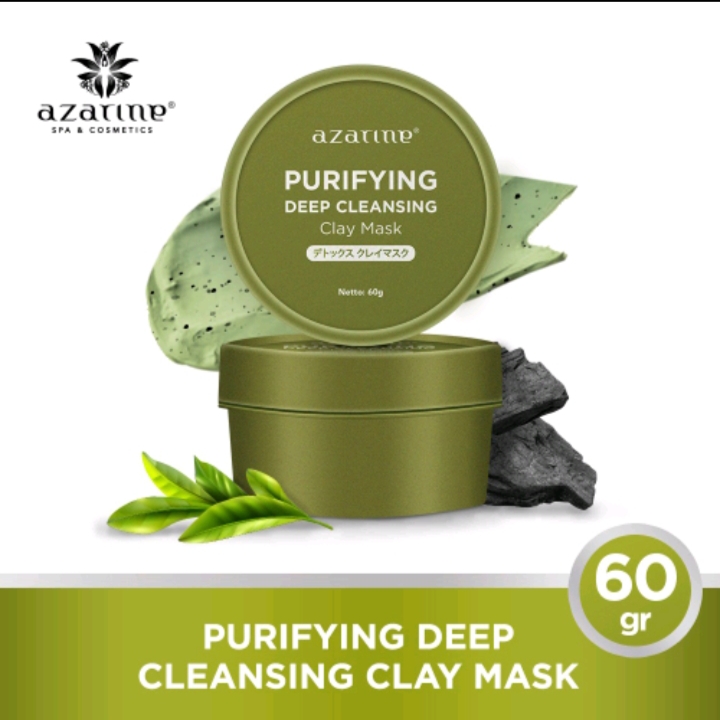 azarine®
SPA & COSMETICS
azarine®
PURIFYING
DEEP CLEANSING
Clay Mask
デトックス クレイマスク
Netto: 60g
60
gr
PURIFYING DEEP
CLEANSING CLAY MASK